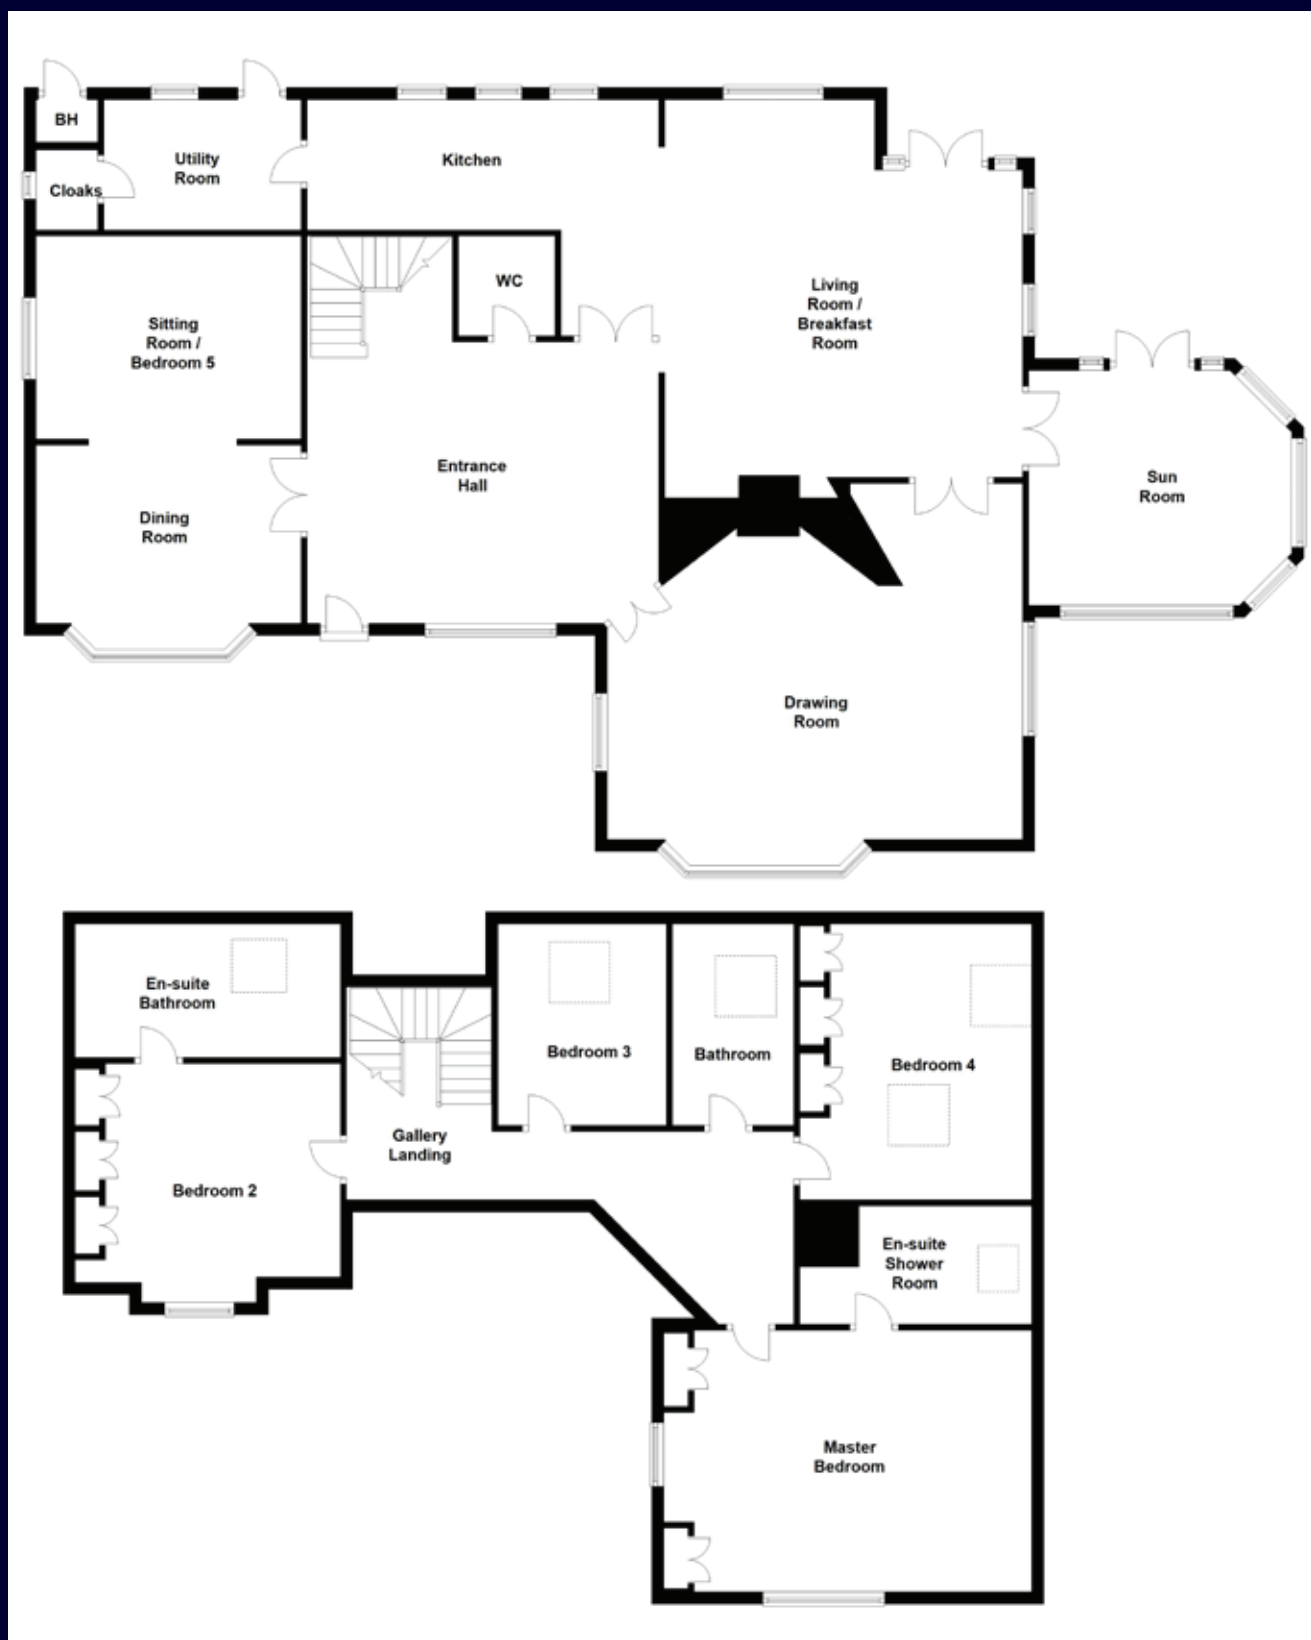 BH
Utility
Room
Kitchen
Cloaks
WC
Living
Room /
Breakfast
Room
Sitting
Room /
Bedroom 5
Entrance
Hall
Sun
Room
Dining
Room
Drawing
Room
En-suite
Bathroom
Bedroom 3
Bathroom
Bedroom 4
Gallery
Landing
Bedroom 2
En-suite
Shower
Room
Master
Bedroom